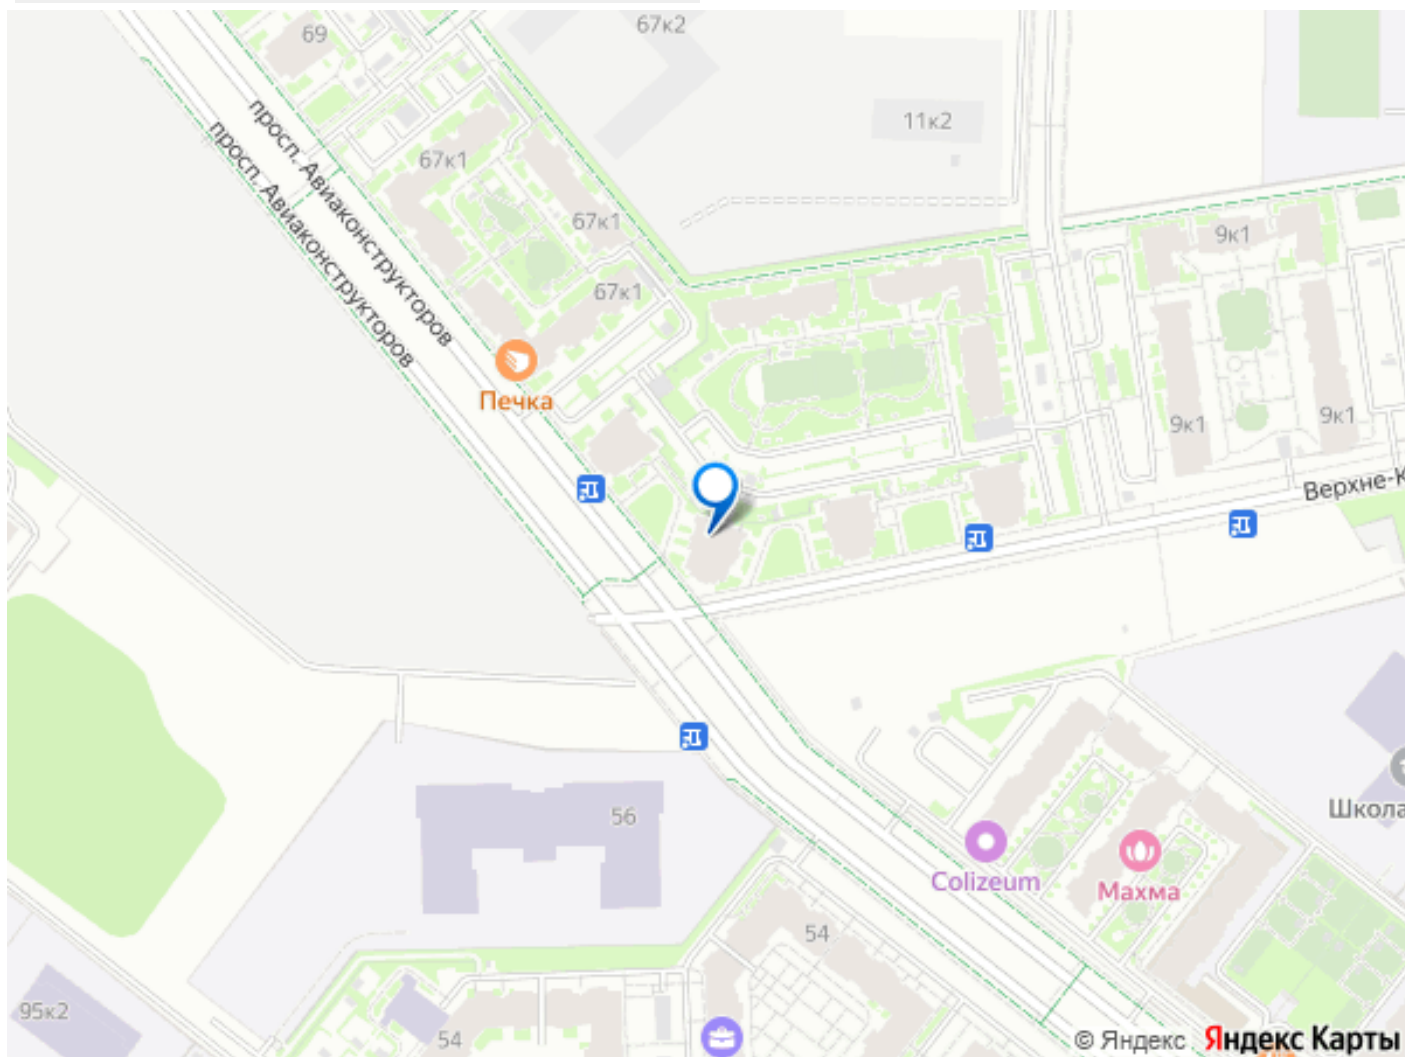 69
67к2
11к2
просп. Авиаконструкторов
просп. Авиаконструкторов
67к1
67к1
9к1
67к1
Печка
9к1
9к1
Верхне-К
56
Школа
Colizeum
Махма
54
95к2
54
© Яндекс Яндекс Карты